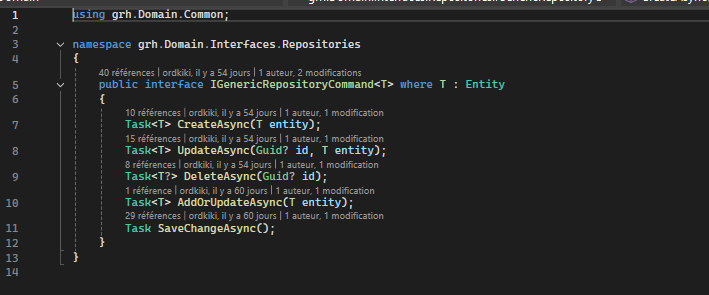 1 using grh.Domain.Common;
2
3 namespace grh.Domain.Interfaces.Repositories
4 {
40 références | ordkiki, il y a 54 jours | 1 auteur, 2 modifications
5 public interface IGenericRepositoryCommand<T> where T : Entity
6 {
10 références | ordkiki, il y a 54 jours | 1 auteur, 1 modification
7 Task<T> CreateAsync(T entity);
15 références | ordkiki, il y a 54 jours | 1 auteur, 1 modification
8 Task<T> UpdateAsync(Guid? id, T entity);
8 références | ordkiki, il y a 54 jours | 1 auteur, 1 modification
9 Task<T?> DeleteAsync(Guid? id);
1 référence | ordkiki, il y a 60 jours | 1 auteur, 1 modification
10 Task<T> AddOrUpdateAsync(T entity);
29 références | ordkiki, il y a 60 jours | 1 auteur, 1 modification
11 Task SaveChangeAsync();
12 }
13 }
14